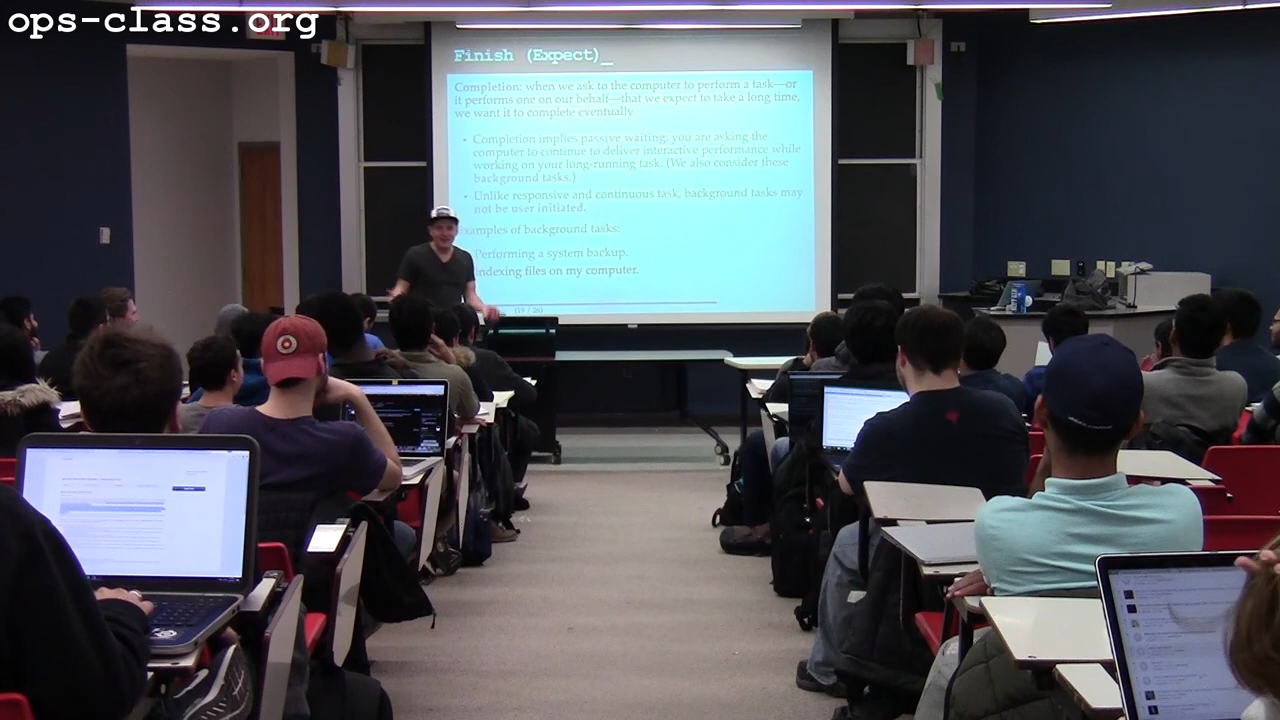 ops-class.org
Finish (Expect)_
Completion: when we ask to the computer to perform a task—or
it performs one on our behalf—that we expect to take a long time,
we want it to complete eventually.
• Completion implies passive waiting: you are asking the
computer to continue to deliver interactive performance while
working on your long-running task. (We also consider these
background tasks.)
• Unlike responsive and continuous task, background tasks may
not be user initiated.
xamples of background tasks:
Performing a system backup.
Indexing files on my computer.
(19 / 26)